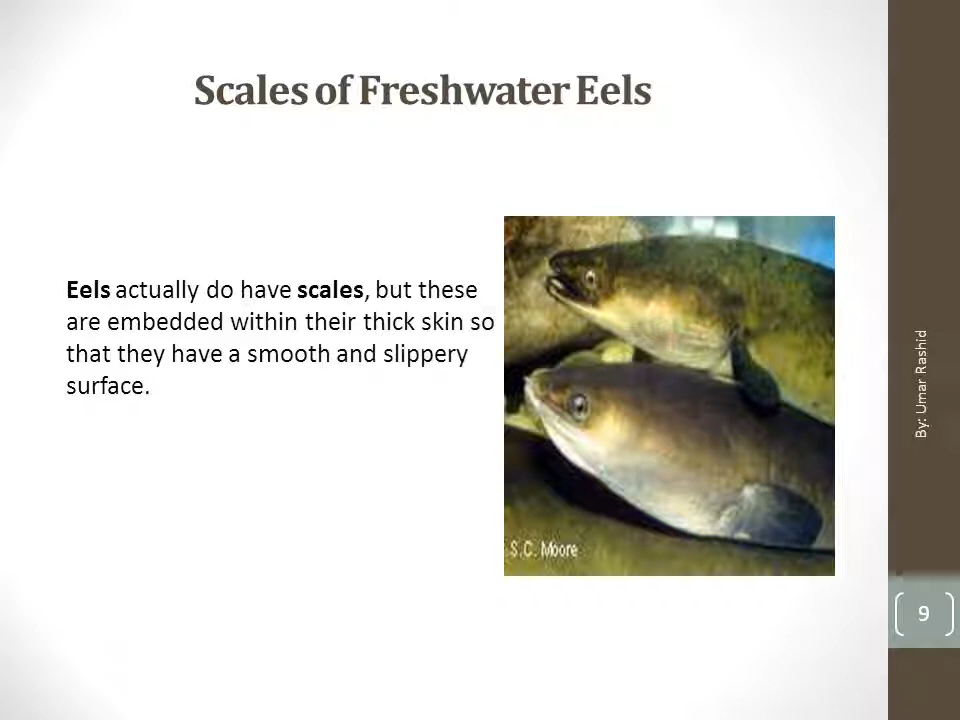 Scales of Freshwater Eels
Eels actually do have scales, but these
are embedded within their thick skin so
that they have a smooth and slippery
surface.
S.C. Moore
By: Umar Rashid
9